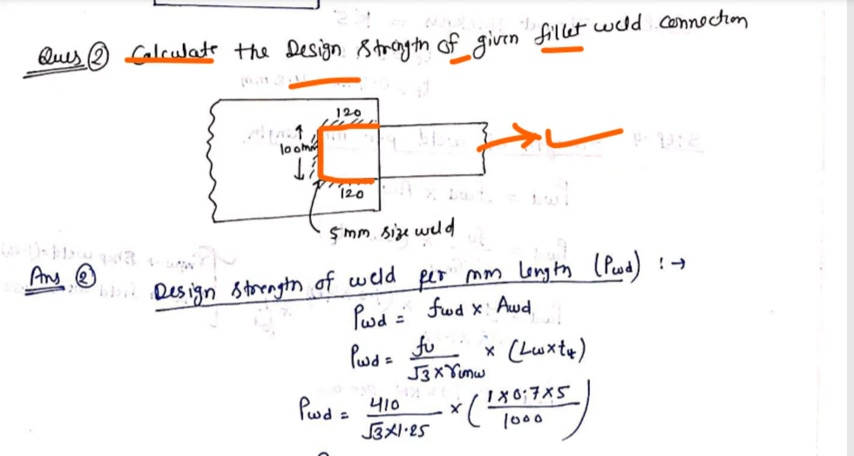 Ques ② Calculate the Design Strength of given fillet weld connection
120
100mm
120
5mm size weld
Ans ② Design strength of weld per mm length (Pwd) :→
Pwd = fwd x Awd
Pwd = fu / √3 x γmw x (Lw x tt)
Pwd = 410 / √3 x 1.25 x ( 1 x 0.7 x 5 / 1000 )